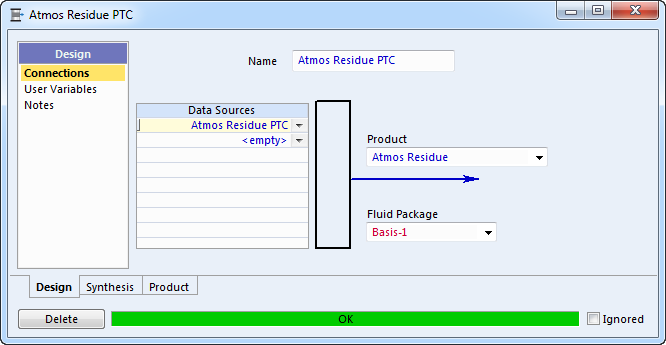 Atmos Residue PTC
Design
Connections
User Variables
Notes
Name
Atmos Residue PTC
Data Sources
Atmos Residue PTC
<empty>
Product
Atmos Residue
Fluid Package
Basis-1
Design
Synthesis
Product
Delete
OK
Ignored